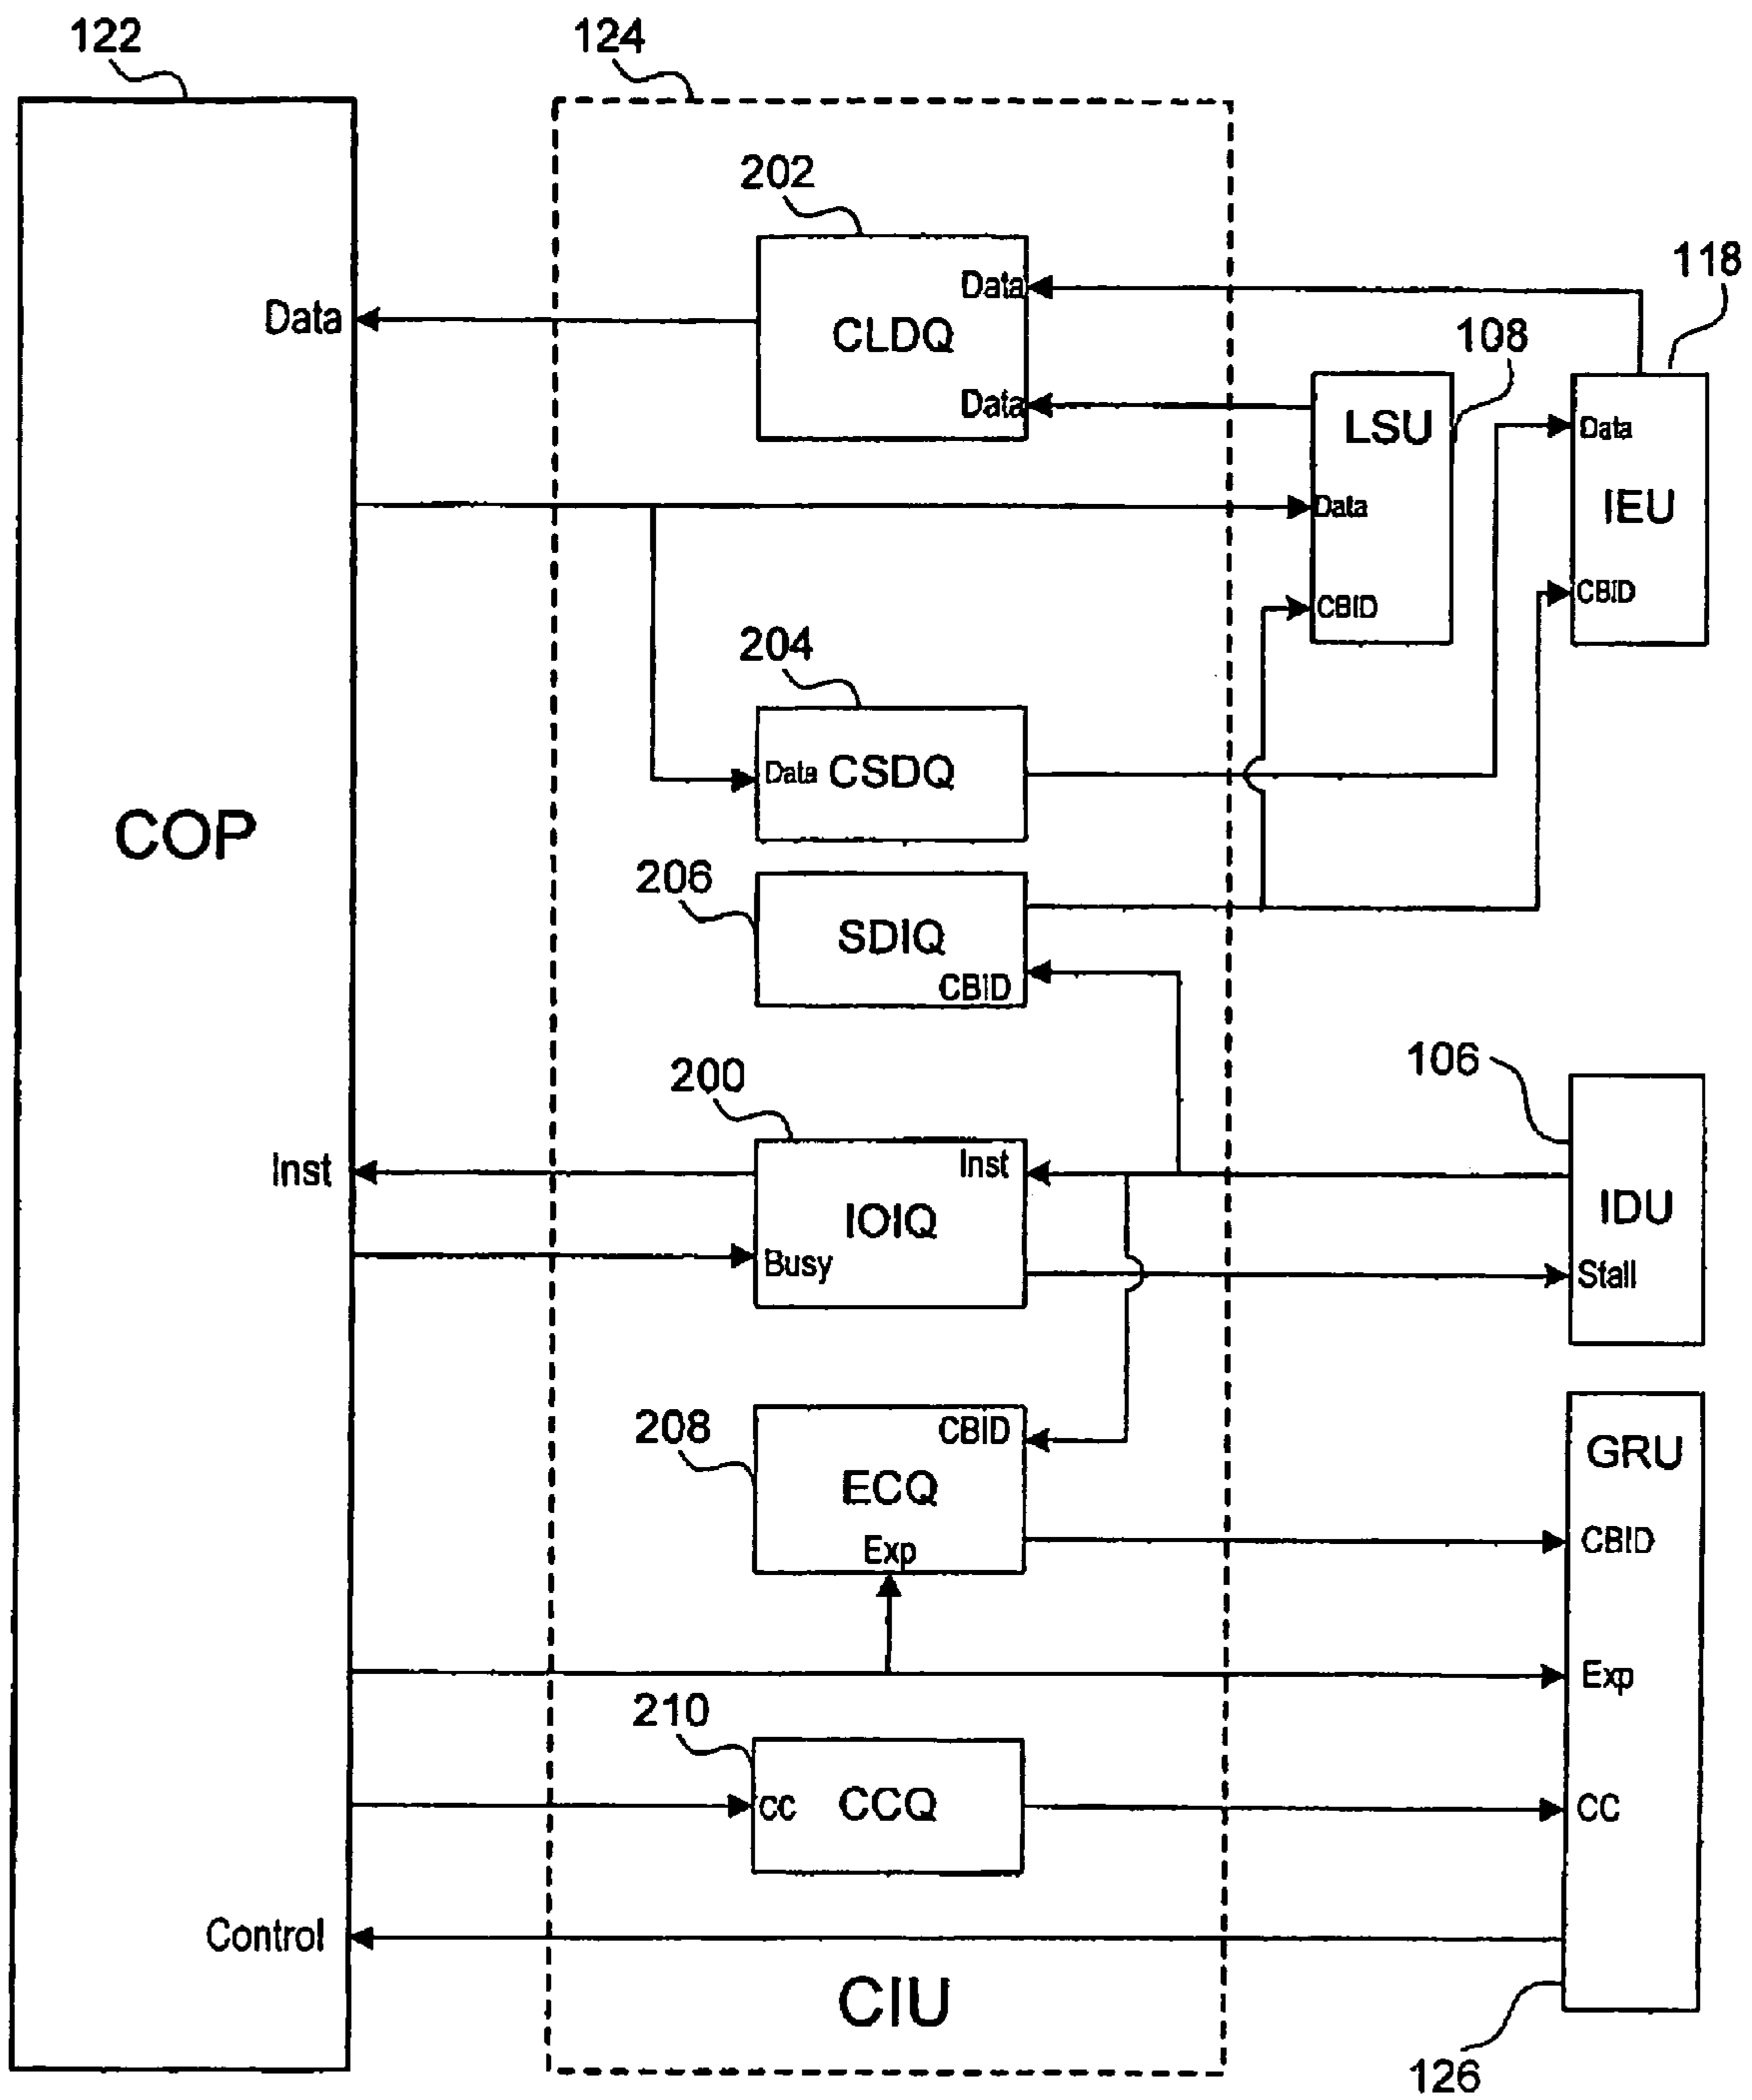 122
124
202
118
Data
Data
CLDQ
108
Data
LSU
Data
IEU
Data
CBID
CBID
204
Data
CSDQ
COP
206
SDIQ
CBID
106
200
Inst
Inst
IOIQ
IDU
Busy
Stall
208
CBID
GRU
ECQ
CBID
Exp
Exp
210
CC
CCQ
CC
Control
CIU
126